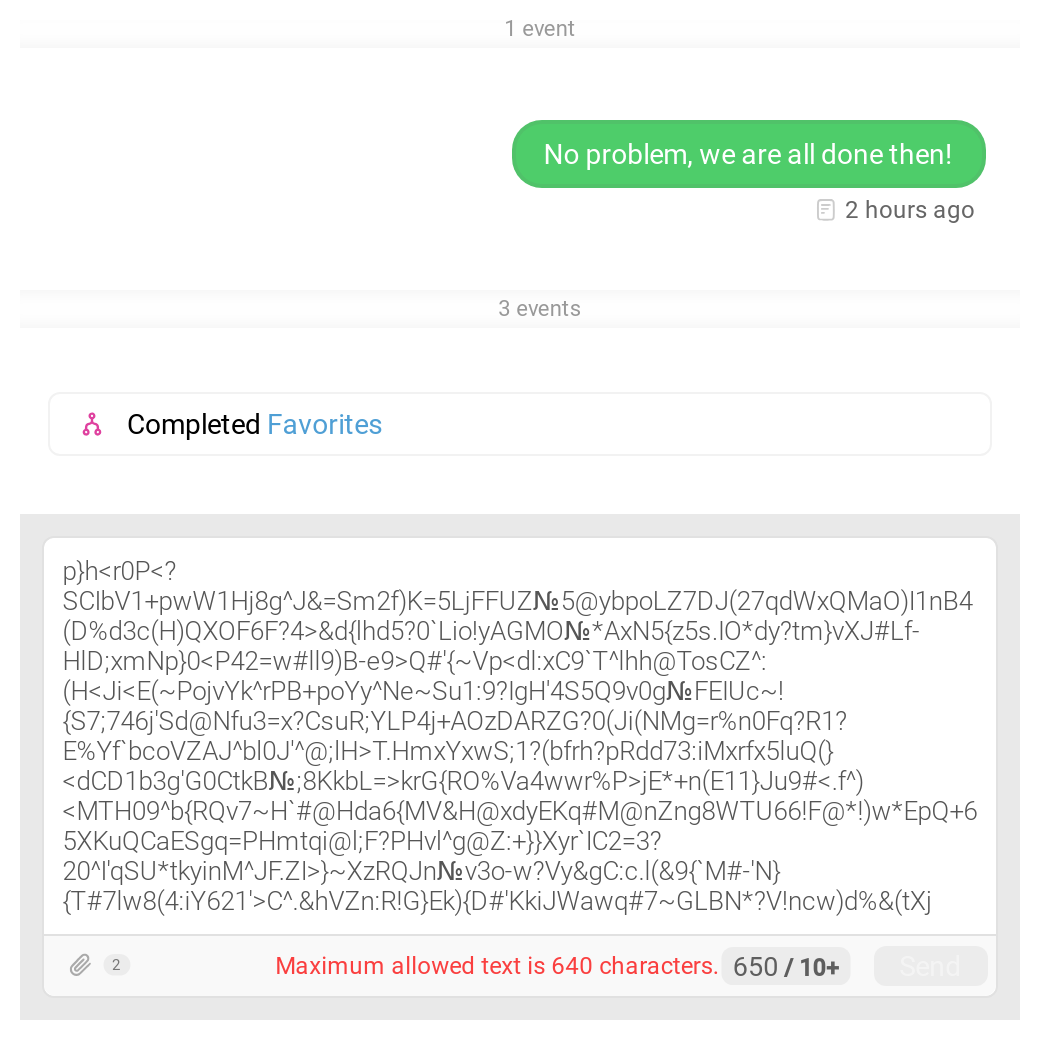 1 event
No problem, we are all done then!
2 hours ago
3 events
Completed Favorites
p}h<r0P<?
SCIbV1+pwW1Hj8g^J&=Sm2f)K=5LjFFUZ№5@ybpoLZ7DJ(27qdWxQMaO)I1nB4
(D%d3c(H)QXOF6F?4>&d{lhd5?0`Lio!yAGMO№*AxN5{z5s.IO*dy?tm}vXJ#Lf-
HlD;xmNp}0<P42=w#ll9)B-e9>Q#'{~Vp<dl:xC9`T^lhh@TosCZ^:
(H<Ji<E(~PojvYk^rPB+poYy^Ne~Su1:9?IgH'4S5Q9v0g№FEIUc~!
{S7;746j'Sd@Nfu3=x?CsuR;YLP4j+AOzDARZG?0(Ji(NMg=r%n0Fq?R1?
E%Yf`bcoVZAJ^bl0J'^@;lH>T.HmxYxwS;1?(bfrh?pRdd73:iMxrfx5luQ(}
<dCD1b3g'G0CtkB№;8KkbL=>krG{RO%Va4wwr%P>jE*+n(E11}Ju9#<.f^)
<MTH09^b{RQv7~H`#@Hda6{MV&H@xdyEKq#M@nZng8WTU66!F@*!)w*EpQ+6
5XKuQCaESgq=PHmtqi@l;F?PHvl^g@Z:+}}Xyr`IC2=3?
20^I'qSU*tkyinM^JF.ZI>}~XzRQJn№v3o-w?Vy&gC:c.l(&9{`M#-'N}
{T#7lw8(4:iY621'>C^.&hVZn:R!G}Ek){D#'KkiJWawq#7~GLBN*?V!ncw)d%&(tXj
2
Maximum allowed text is 640 characters.
650 / 10+
Send